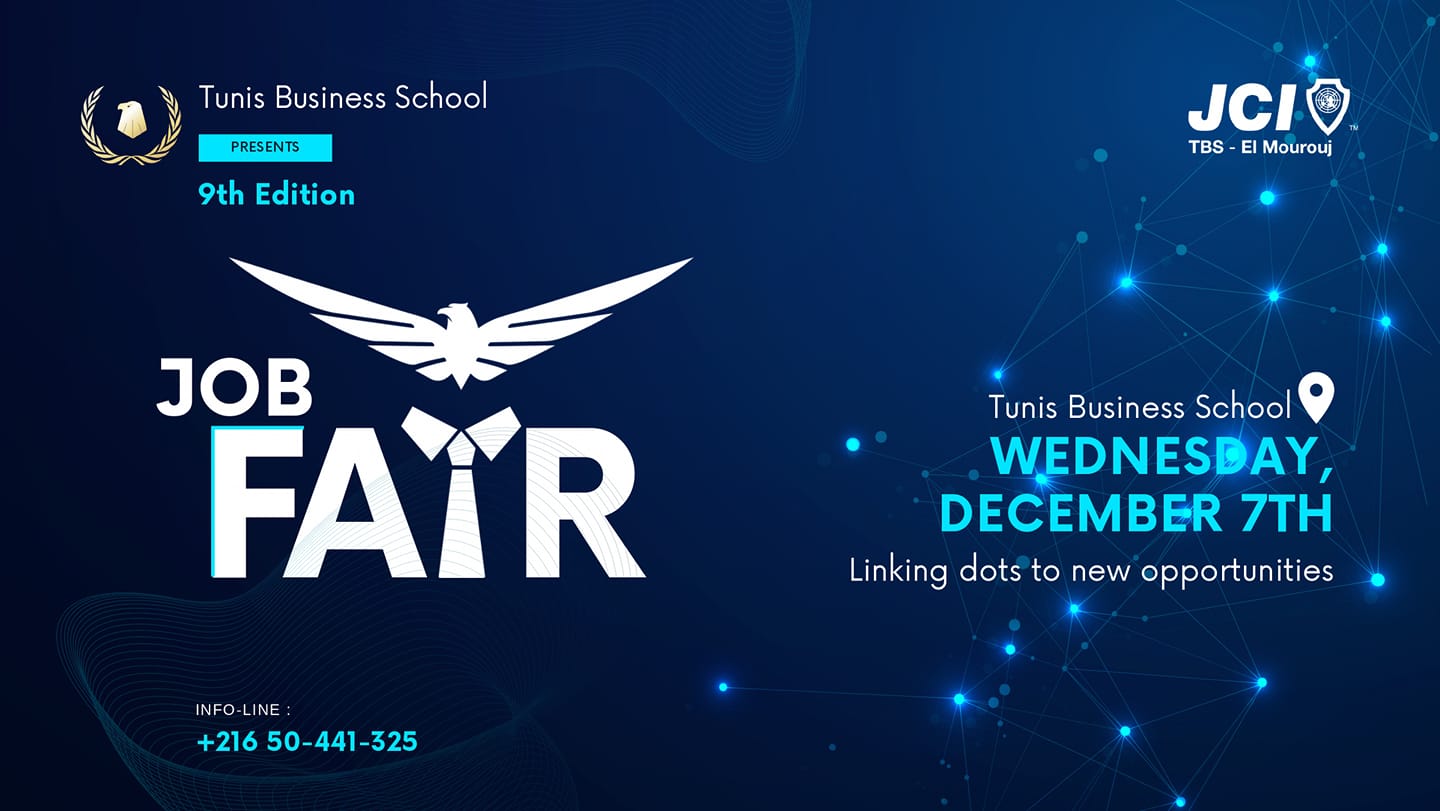 Tunis Business School
PRESENTS
9th Edition
JCI
TM
TBS - El Mourouj
JOB
FAIR
Tunis Business School
WEDNESDAY,
DECEMBER 7TH
Linking dots to new opportunities
INFO-LINE :
+216 50-441-325